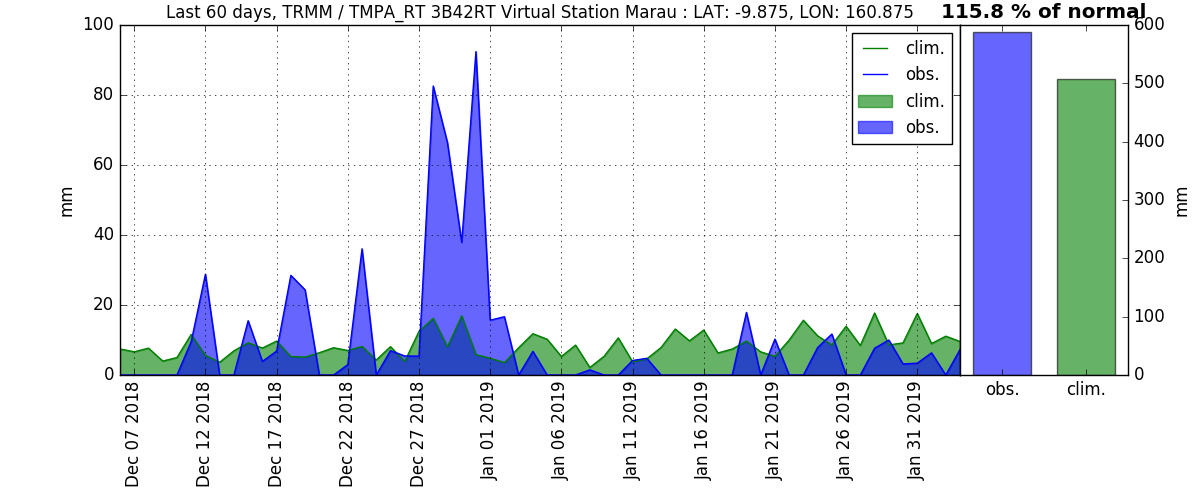 Last 60 days, TRMM / TMPA_RT 3B42RT Virtual Station Marau : LAT: -9.875, LON: 160.875
115.8 % of normal
100
80
60
40
20
0
mm
clim.
obs.
clim.
obs.
Dec 07 2018
Dec 12 2018
Dec 17 2018
Dec 22 2018
Dec 27 2018
Jan 01 2019
Jan 06 2019
Jan 11 2019
Jan 16 2019
Jan 21 2019
Jan 26 2019
Jan 31 2019
600
500
400
300
200
100
0
mm
obs.
clim.